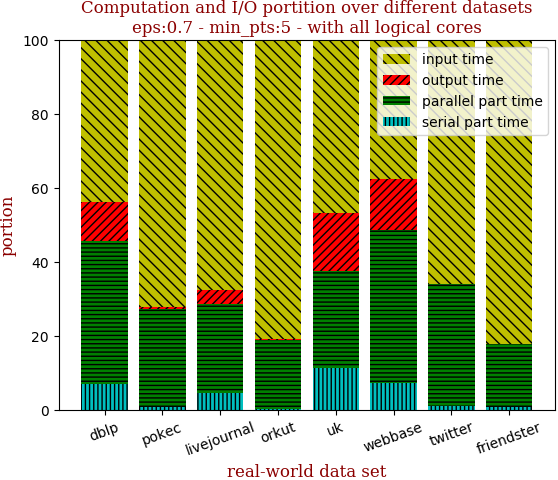 Computation and I/O portition over different datasets
eps:0.7 - min_pts:5 - with all logical cores
input time
output time
parallel part time
serial part time
portion
100
80
60
40
20
0
dblp
pokec
livejournal
orkut
uk
webbase
twitter
friendster
real-world data set